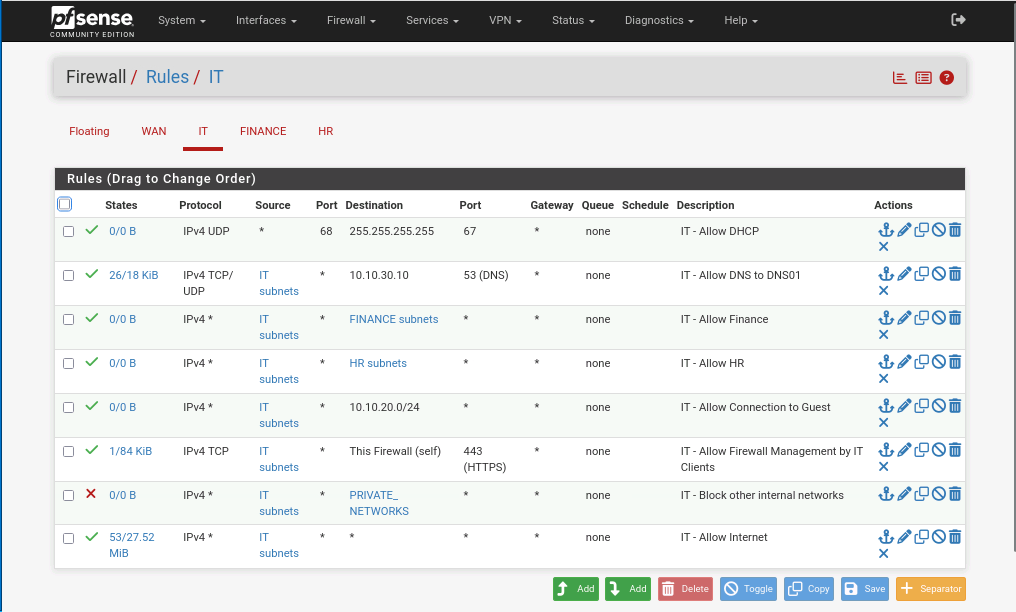 pfsense
COMMUNITY EDITION
System Interfaces Firewall Services VPN Status Diagnostics Help
Firewall / Rules / IT
?
Floating WAN IT FINANCE HR
Rules (Drag to Change Order)
States Protocol Source Port Destination Port Gateway Queue Schedule Description Actions
0/0 B IPv4 UDP * 68 255.255.255.255 67 * none IT - Allow DHCP
26/18 KiB IPv4 TCP/ IT * 10.10.30.10 53 (DNS) * none IT - Allow DNS to DNS01
UDP subnets
0/0 B IPv4 * IT * FINANCE subnets * * none IT - Allow Finance
subnets
0/0 B IPv4 * IT * HR subnets * * none IT - Allow HR
subnets
0/0 B IPv4 * IT * 10.10.20.0/24 * * none IT - Allow Connection to Guest
subnets
1/84 KiB IPv4 TCP IT * This Firewall (self) 443 * none IT - Allow Firewall Management by IT
subnets (HTTPS) Clients
0/0 B IPv4 * IT * PRIVATE_ * * none IT - Block other internal networks
subnets NETWORKS
53/27.52 IPv4 * IT * * * * none IT - Allow Internet
MiB subnets
Add Add Delete Toggle Copy Save Separator